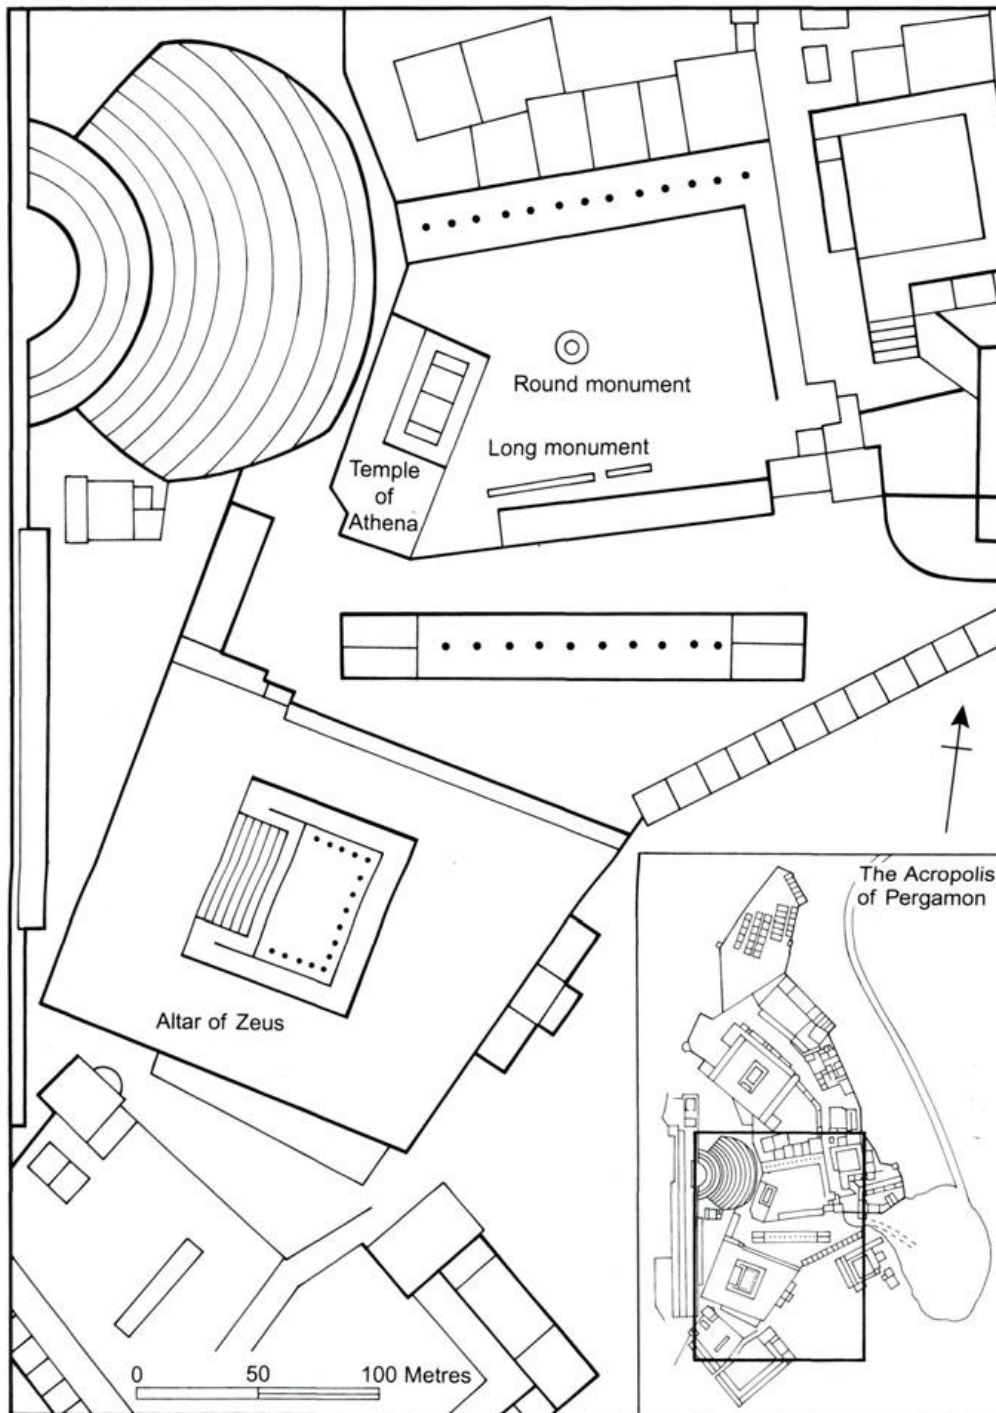 Round monument
Long monument
Temple
of
Athena
The Acropolis
of Pergamon
Altar of Zeus
0 50 100 Metres